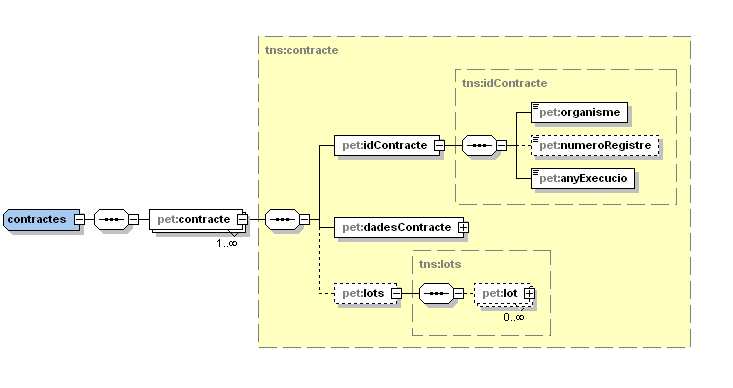 tns:contracte
tns:idContracte
pet:organisme
pet:idContracte
pet:numeroRegistre
pet:anyExecucio
contractes
pet:contracte
1..∞
pet:dadesContracte
tns:lots
pet:lots
pet:lot
0..∞